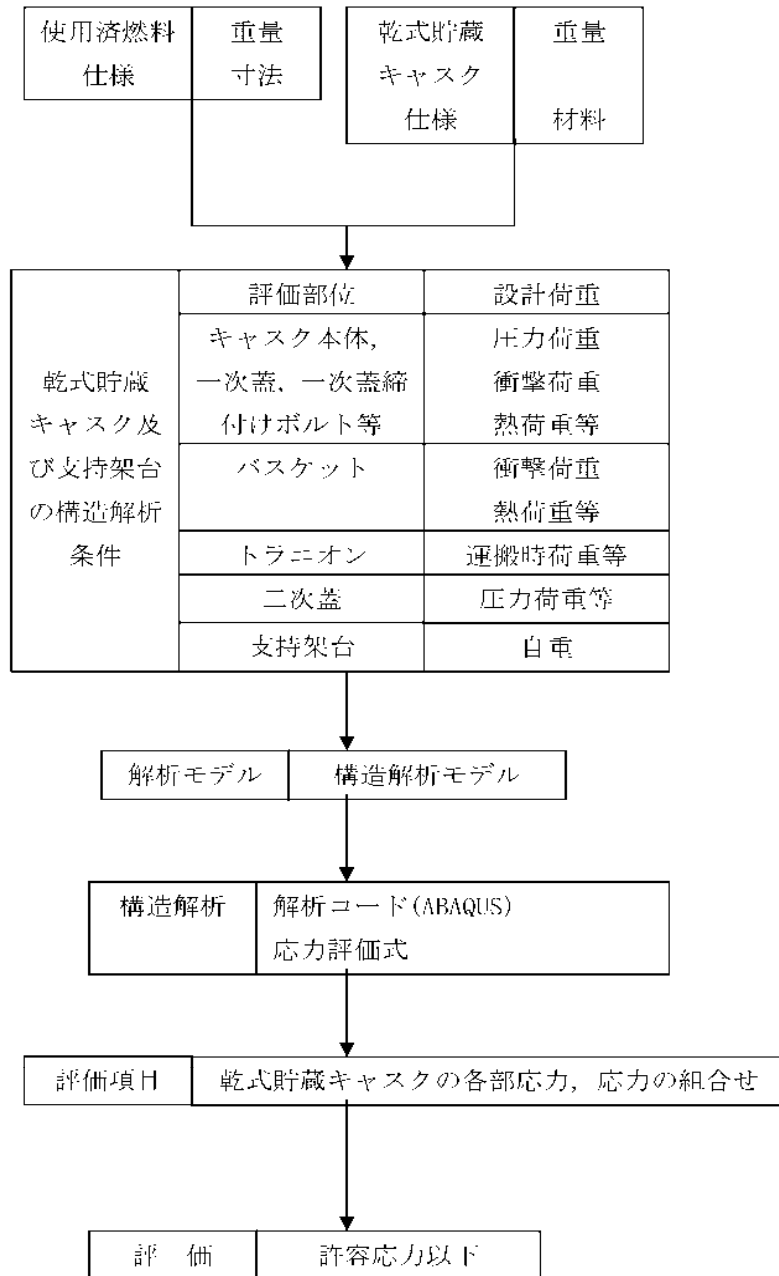 使用済燃料
仕様
重量
寸法
乾式貯蔵
キャスク
仕様
重量
材料
乾式貯蔵
キャスク及
び支持架台
の構造解析
条件
評価部位
設計荷重
キャスク本体,
一次蓋, 一次蓋締
付けボルト等
圧力荷重
衝撃荷重
熱荷重等
バスケット
衝撃荷重
熱荷重等
トラニオン
運搬時荷重等
二次蓋
圧力荷重等
支持架台
自重
解析モデル
構造解析モデル
構造解析
解析コード(ABAQUS)
応力評価式
評価項目
乾式貯蔵キャスクの各部応力, 応力の組合せ
評 価
許容応力以下